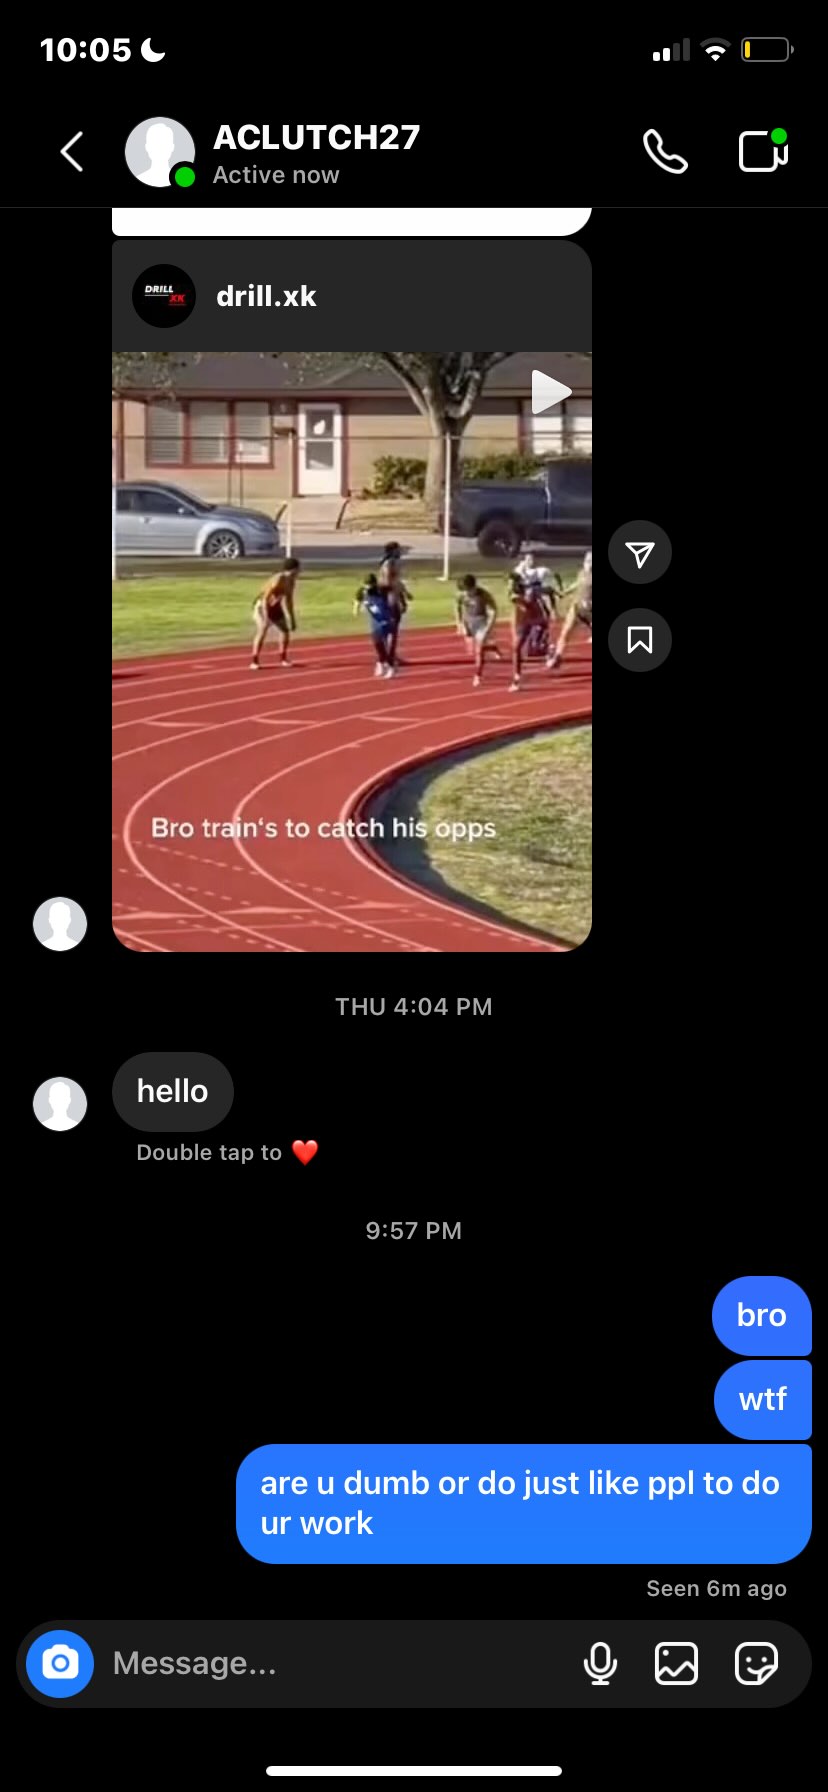 10:05
ACLUTCH27
Active now
DRILL
XK
drill.xk
Bro train's to catch his opps
THU 4:04 PM
hello
Double tap to ❤️
9:57 PM
bro
wtf
are u dumb or do just like ppl to do
ur work
Seen 6m ago
Message...